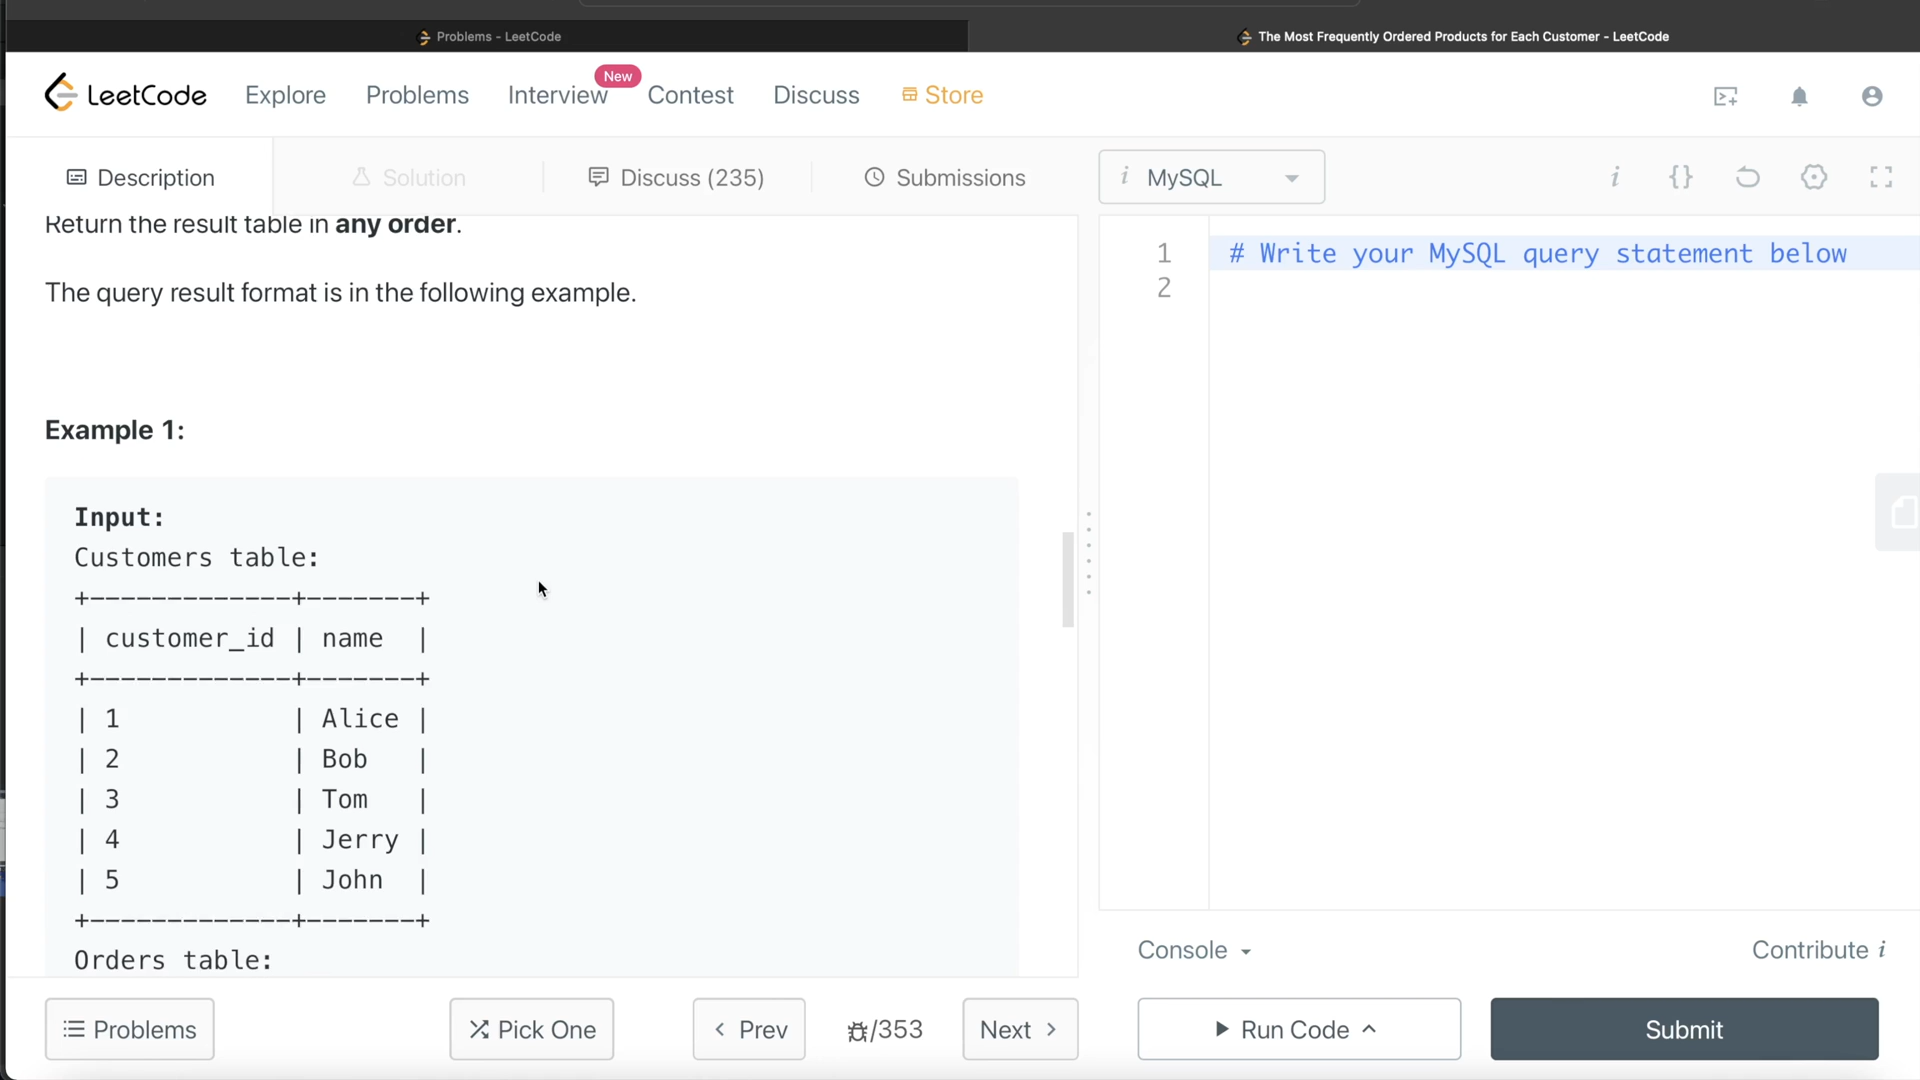 Problems - LeetCode
The Most Frequently Ordered Products for Each Customer - LeetCode
LeetCode Explore Problems Interview New Contest Discuss Store
Description Solution Discuss (235) Submissions i MySQL i {}
Return the result table in any order.
The query result format is in the following example.
Example 1:
Input:
Customers table:
+-------------+-------+
| customer_id | name  |
+-------------+-------+
| 1           | Alice |
| 2           | Bob   |
| 3           | Tom   |
| 4           | Jerry |
| 5           | John  |
+-------------+-------+
Orders table:
1 # Write your MySQL query statement below
2
Console Contribute i
Problems Pick One Prev /353 Next Run Code Submit